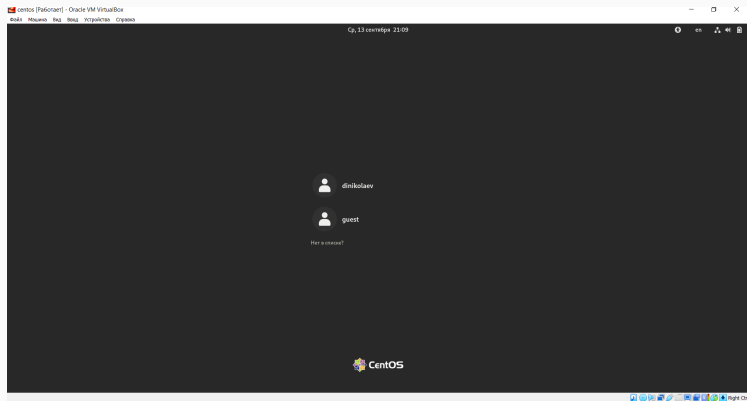 centos [Работает] - Oracle VM VirtualBox
Файл Машина Вид Ввод Устройства Справка
Ср, 13 сентября 21:09
en
dinikolaev
guest
Нет в списке?
CentOS
Right Ctrl